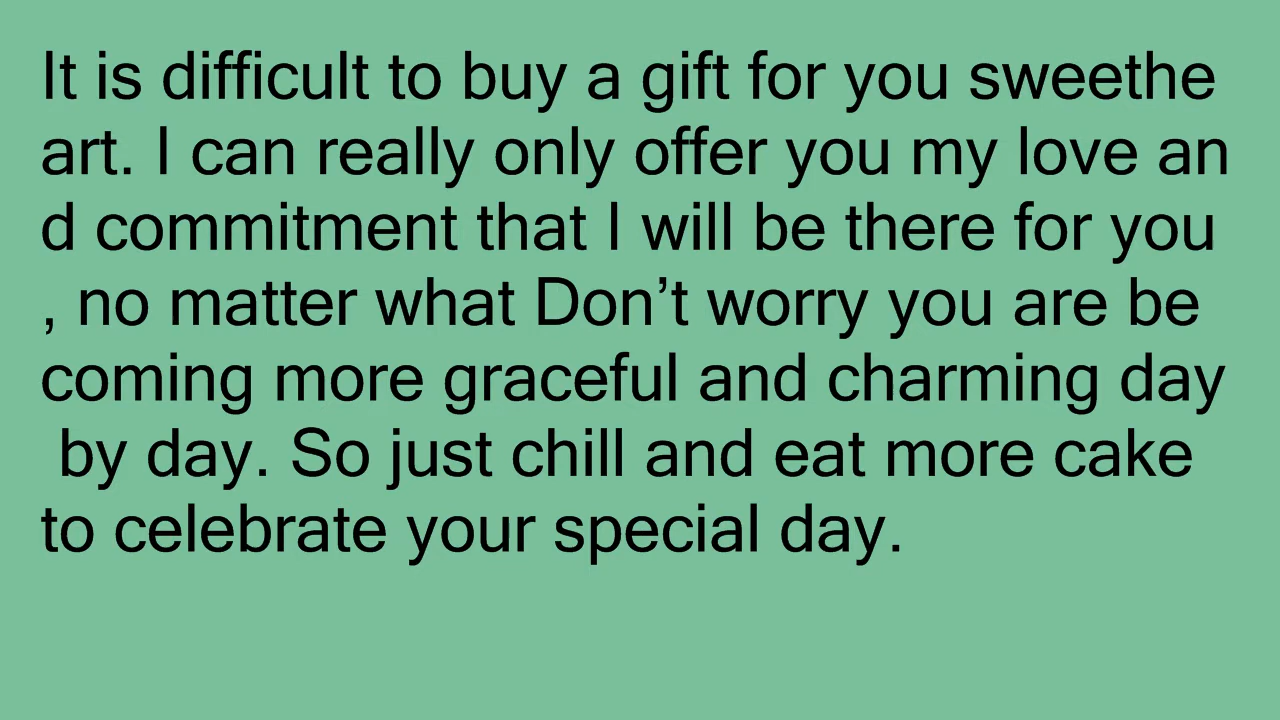 It is difficult to buy a gift for you sweethe
art. I can really only offer you my love an
d commitment that I will be there for you
, no matter what Don’t worry you are be
coming more graceful and charming day
by day. So just chill and eat more cake
to celebrate your special day.